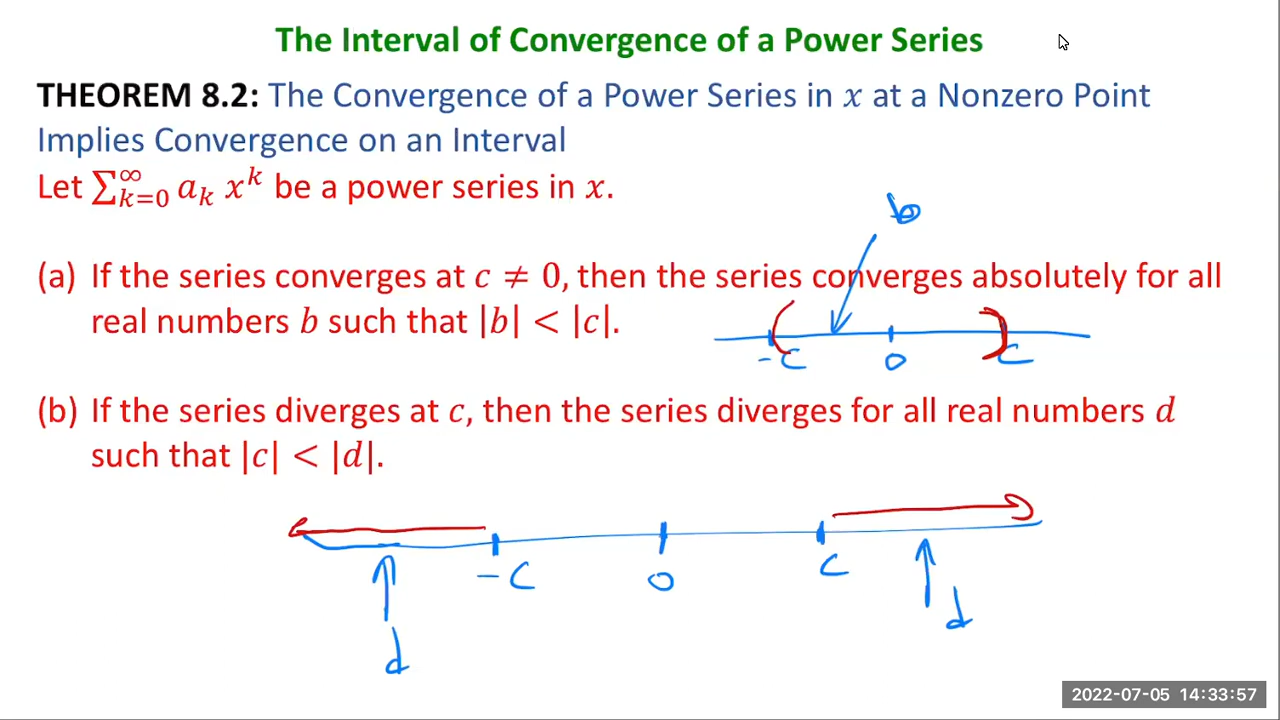 The Interval of Convergence of a Power Series
THEOREM 8.2: The Convergence of a Power Series in 𝑥 at a Nonzero Point
Implies Convergence on an Interval
Let ∑_{𝑘=0}^{∞} 𝑎_𝑘 𝑥^𝑘 be a power series in 𝑥.
b
(a) If the series converges at 𝑐 ≠ 0, then the series converges absolutely for all
real numbers 𝑏 such that |𝑏| < |𝑐|.
( )
-C 0 C
(b) If the series diverges at 𝑐, then the series diverges for all real numbers 𝑑
such that |𝑐| < |𝑑|.
-C 0 C
d d
2022-07-05 14:33:57